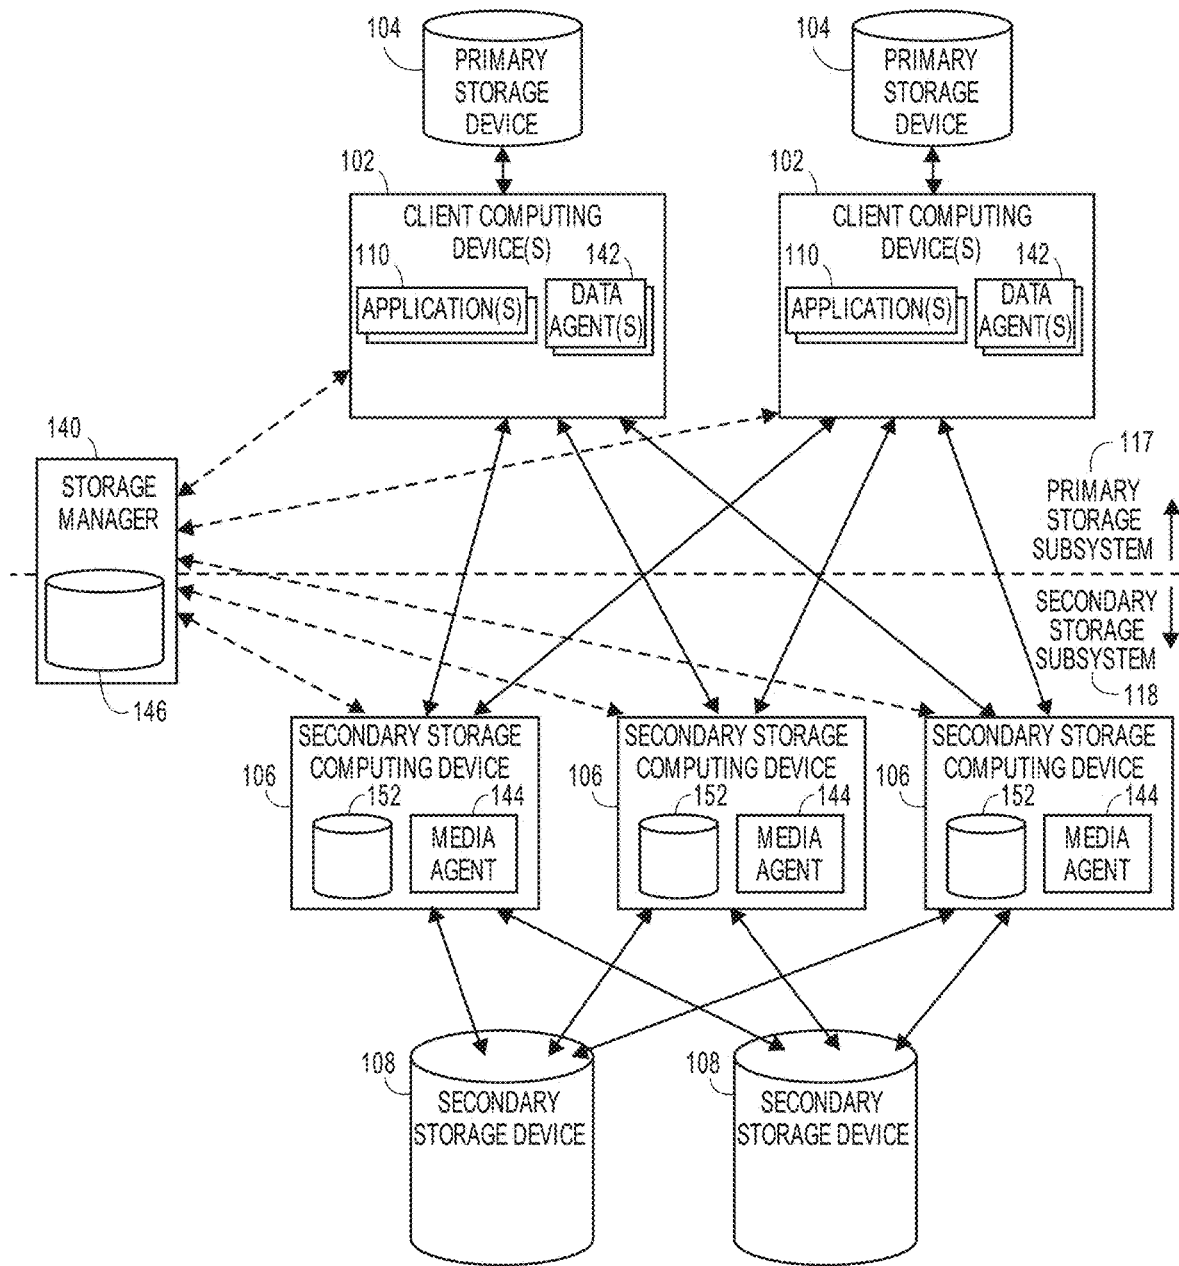 104
PRIMARY
STORAGE
DEVICE
104
PRIMARY
STORAGE
DEVICE
102
CLIENT COMPUTING
DEVICE(S)
110
142
APPLICATION(S)
DATA
AGENT(S)
102
CLIENT COMPUTING
DEVICE(S)
110
142
APPLICATION(S)
DATA
AGENT(S)
140
STORAGE
MANAGER
146
117
PRIMARY
STORAGE
SUBSYSTEM
SECONDARY
STORAGE
SUBSYSTEM
118
SECONDARY STORAGE
COMPUTING DEVICE
106
152
144
MEDIA
AGENT
SECONDARY STORAGE
COMPUTING DEVICE
106
152
144
MEDIA
AGENT
SECONDARY STORAGE
COMPUTING DEVICE
106
152
144
MEDIA
AGENT
108
SECONDARY
STORAGE DEVICE
108
SECONDARY
STORAGE DEVICE